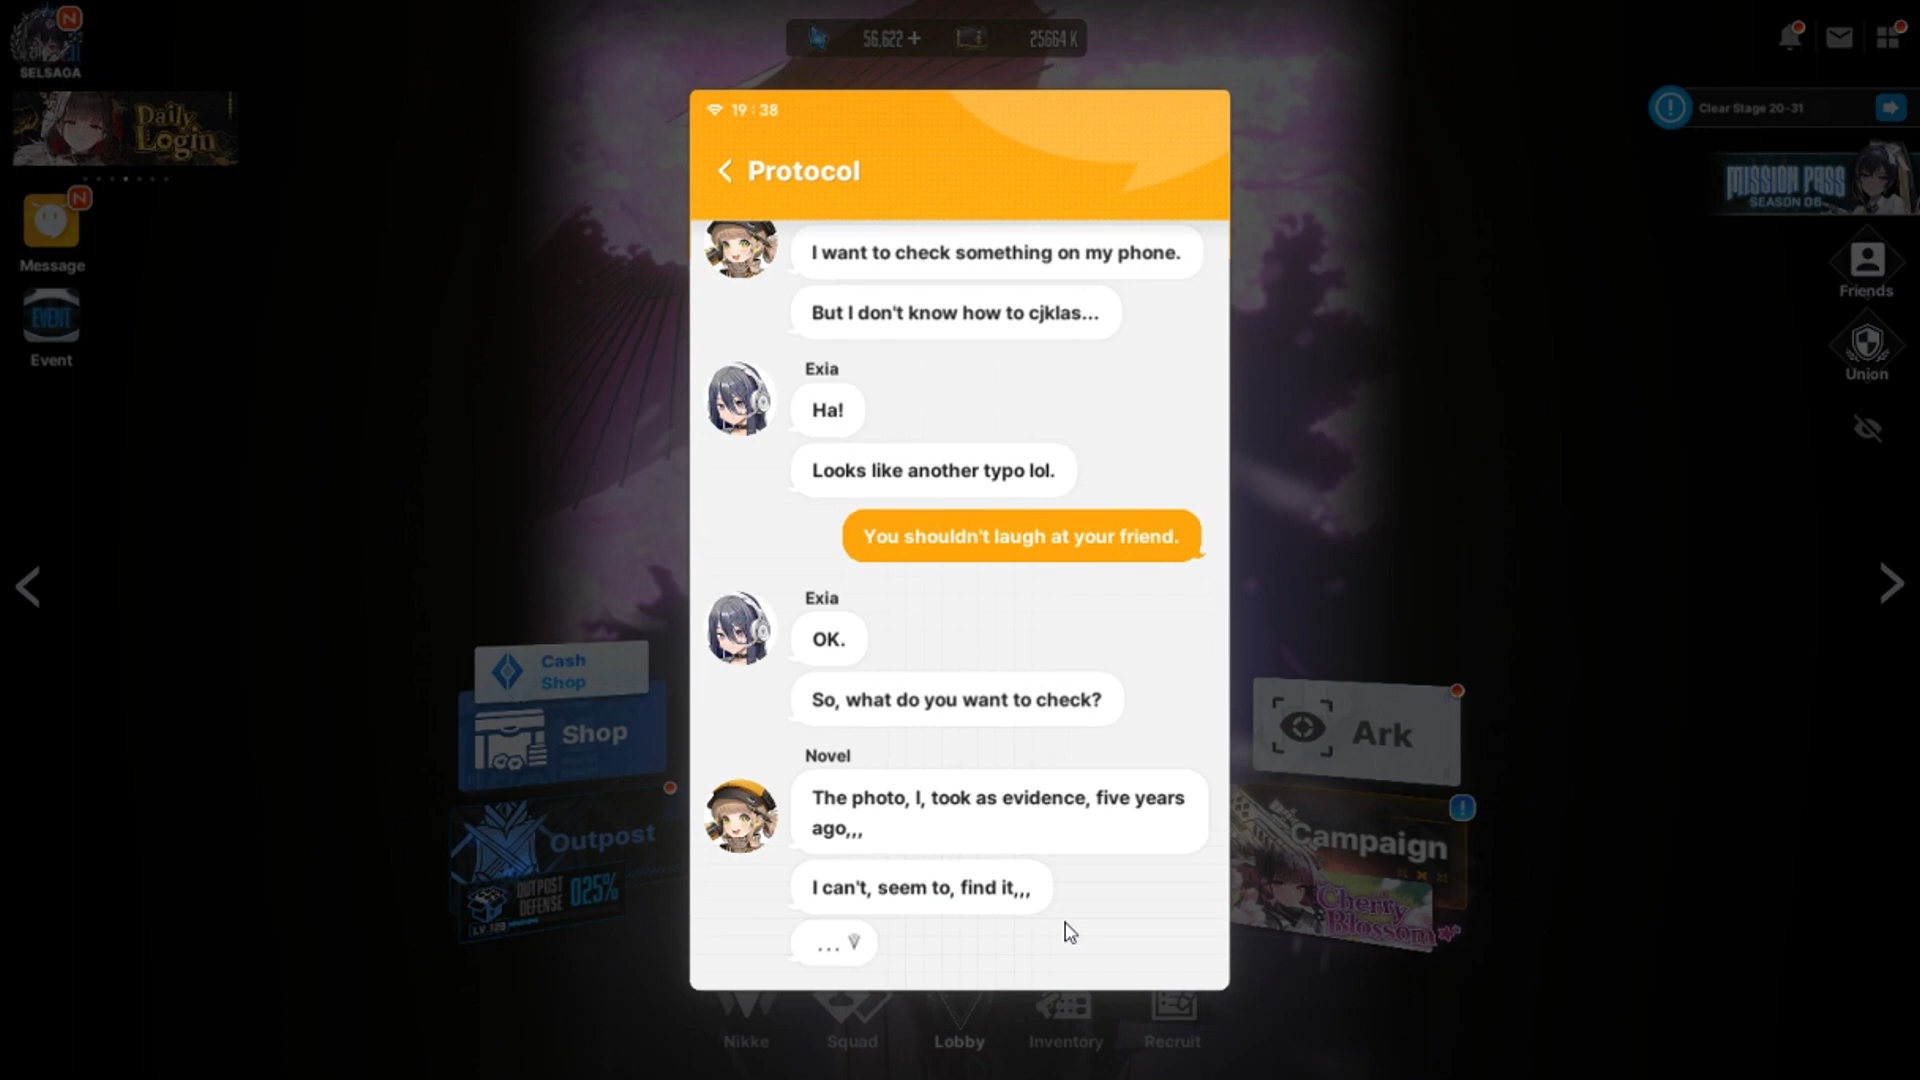 N
SELSAGA
56,622 +
25664 K
Daily
Login
N
Message
EVENT
Event
Clear Stage 20-31
MISSION PASS
SEASON 06
Friends
Union
19 : 38
Protocol
I want to check something on my phone.
But I don't know how to cjklas...
Exia
Ha!
Looks like another typo lol.
You shouldn't laugh at your friend.
Exia
OK.
So, what do you want to check?
Novel
The photo, I, took as evidence, five years
ago,,,
I can't, seem to, find it,,,
...
Cash
Shop
Shop
Outpost
OUTPOST
DEFENSE
025%
LV.120
Ark
Campaign
Cherry
Blossom
Nikke
Squad
Lobby
Inventory
Recruit